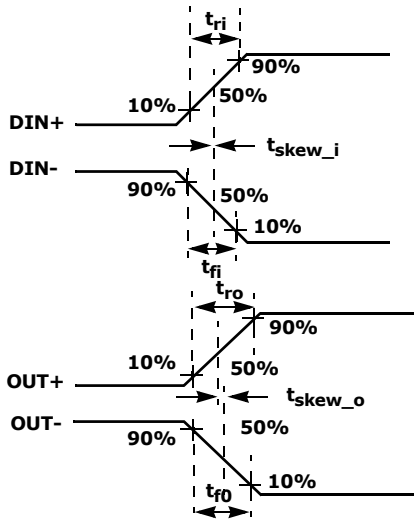 tri
90%
10%
50%
DIN+
tskew_i
DIN-
90%
50%
10%
tfi
tro
90%
10%
50%
OUT+
tskew_o
OUT-
90%
50%
10%
tf0